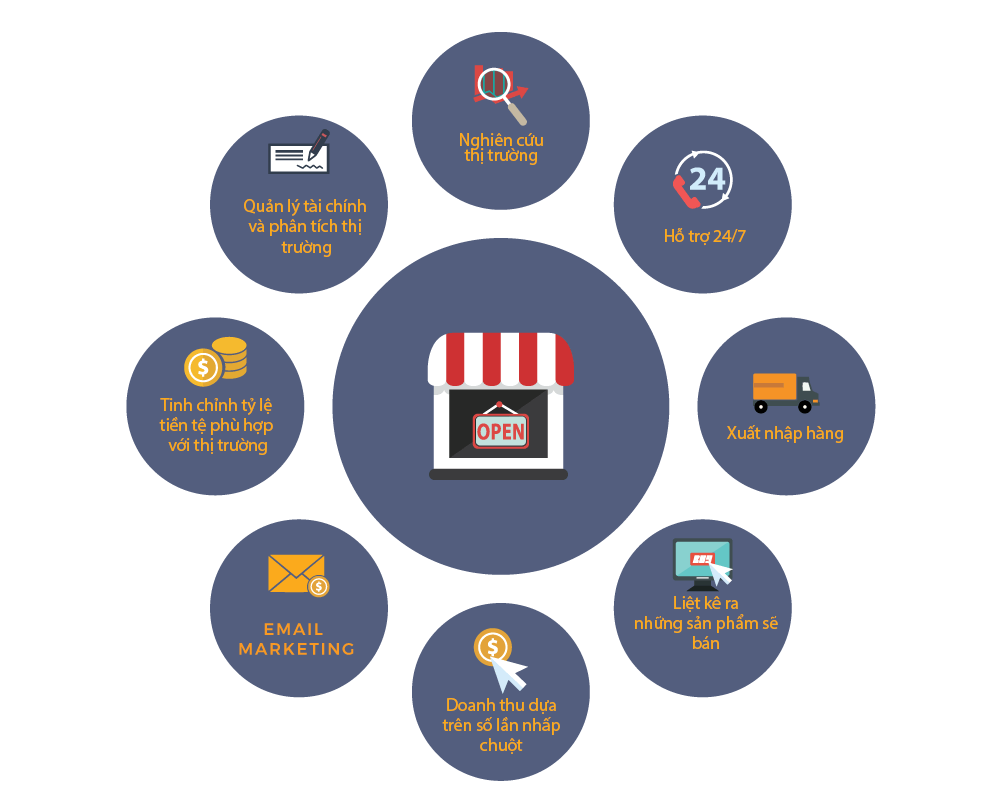 Nghiên cứu
thị trường
24
Hỗ trợ 24/7
Quản lý tài chính
và phân tích thị
trường
$
Tinh chỉnh tỷ lệ
tiền tệ phù hợp
với thị trường
OPEN
Xuất nhập hàng
$
EMAIL
MARKETING
Liệt kê ra
những sản phẩm sẽ
bán
$
Doanh thu dựa
trên số lần nhấp
chuột